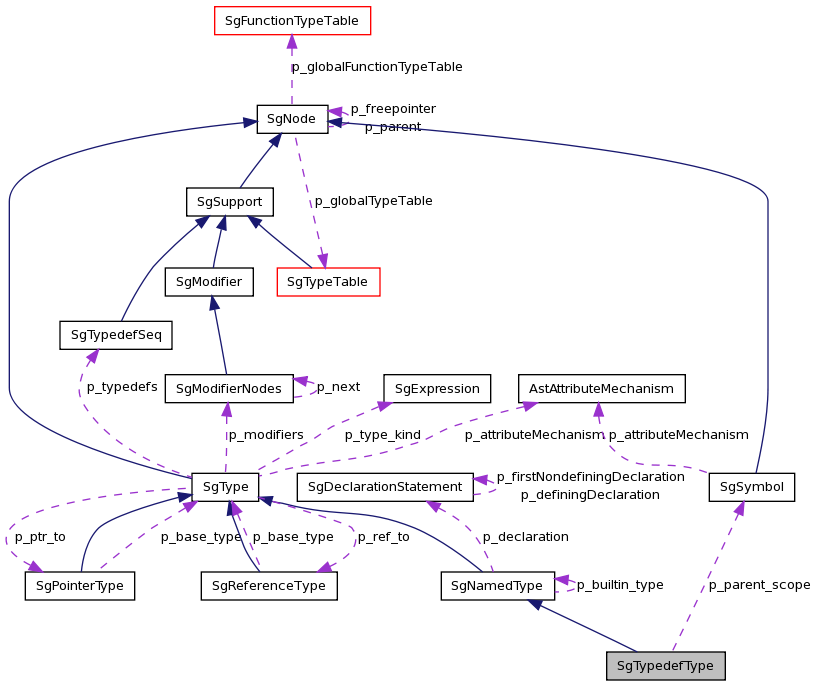 SgFunctionTypeTable
p_globalFunctionTypeTable
SgNode
p_freepointer
p_parent
SgSupport
p_globalTypeTable
SgModifier
SgTypeTable
SgTypedefSeq
p_typedefs
SgModifierNodes
p_next
SgExpression
AstAttributeMechanism
p_modifiers
p_type_kind
p_attributeMechanism
p_attributeMechanism
SgType
SgDeclarationStatement
p_firstNondefiningDeclaration
p_definingDeclaration
SgSymbol
p_ptr_to
p_base_type
p_base_type
p_ref_to
p_declaration
SgPointerType
SgReferenceType
SgNamedType
p_builtin_type
p_parent_scope
SgTypedefType